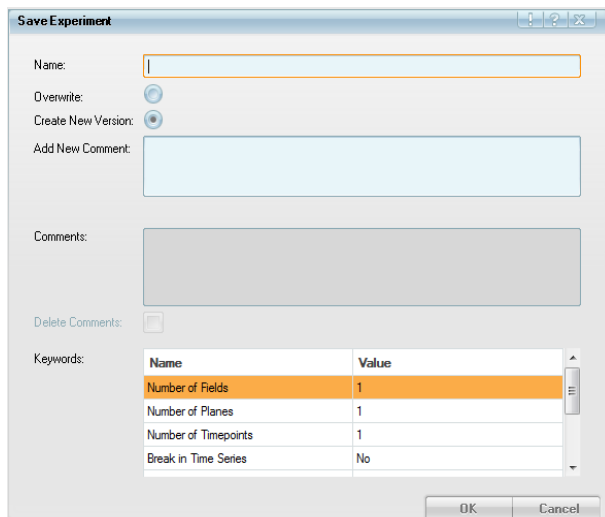 Save Experiment
! ? X
Name:
Overwrite:
Create New Version:
Add New Comment:
Comments:
Delete Comments:
Keywords:
Name Value
Number of Fields 1
Number of Planes 1
Number of Timepoints 1
Break in Time Series No
OK Cancel